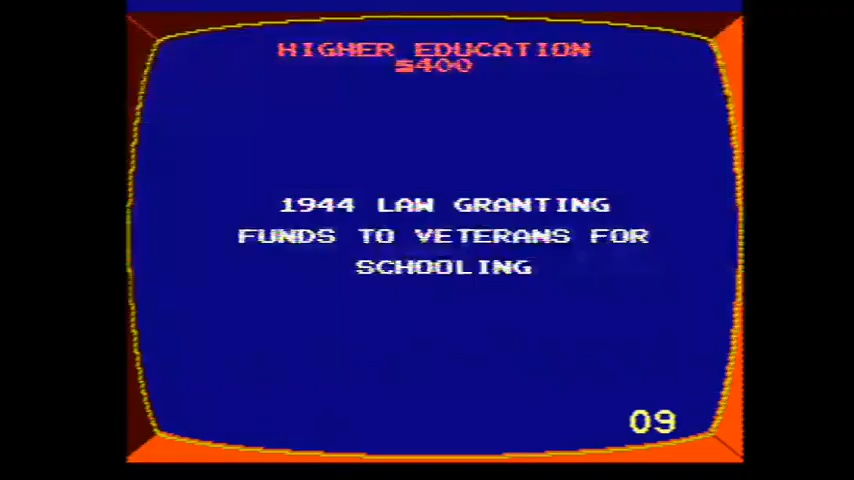 HIGHER EDUCATION
$400
1944 LAW GRANTING
FUNDS TO VETERANS FOR
SCHOOLING
09